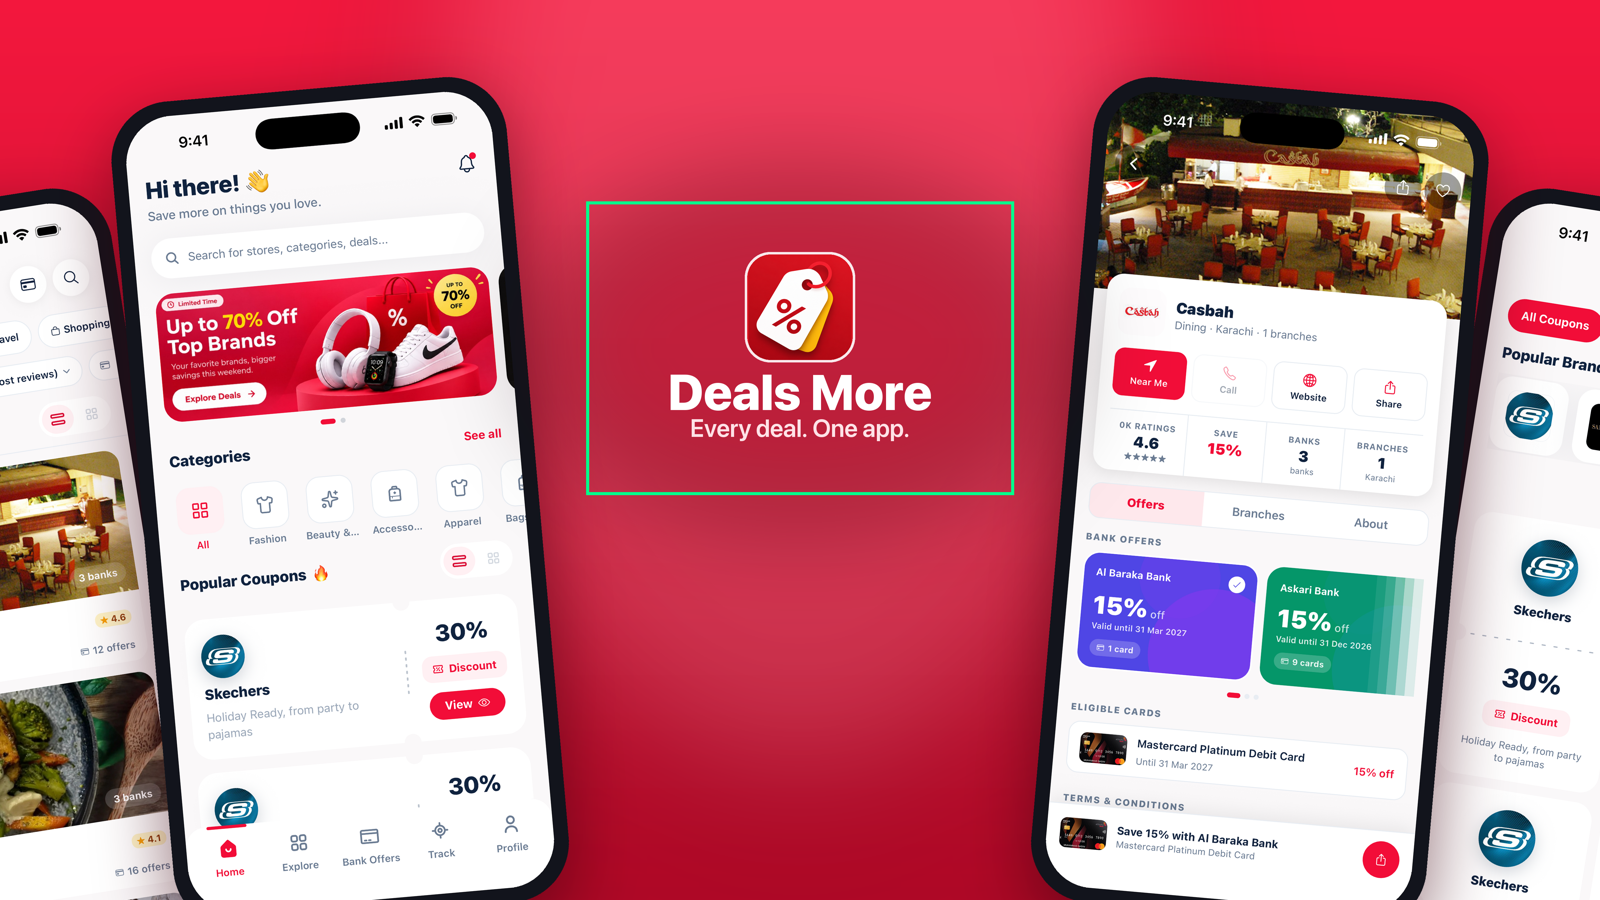 avel
Shopping
ost reviews)
3 banks
4.6
12 offers
3 banks
4.1
16 offers
9:41
Hi there! 👋
Save more on things you love.
Search for stores, categories, deals...
Limited Time
Up to 70% Off
Top Brands
Your favorite brands, bigger
savings this weekend.
Explore Deals →
UP TO
70%
OFF
%
See all
Categories
All
Fashion
Beauty &...
Accesso...
Apparel
Bags
Popular Coupons 🔥
Skechers
Holiday Ready, from party to
pajamas
30%
Discount
View
30%
Home
Explore
Bank Offers
Track
Profile
%
Deals More
Every deal. One app.
9:41
Casbah
Casbah
Casbah
Dining · Karachi · 1 branches
Near Me
Call
Website
Share
0K RATINGS
4.6
★★★★★
SAVE
15%
BANKS
3
banks
BRANCHES
1
Karachi
Offers
Branches
About
BANK OFFERS
Al Baraka Bank
15% off
Valid until 31 Mar 2027
1 card
Askari Bank
15% off
Valid until 31 Dec 2026
9 cards
ELIGIBLE CARDS
Mastercard Platinum Debit Card
Until 31 Mar 2027
15% off
TERMS & CONDITIONS
Save 15% with Al Baraka Bank
Mastercard Platinum Debit Card
9:41
All Coupons
Popular Bran
Skechers
30%
Discount
Holiday Ready, from party
to pajamas
Skechers